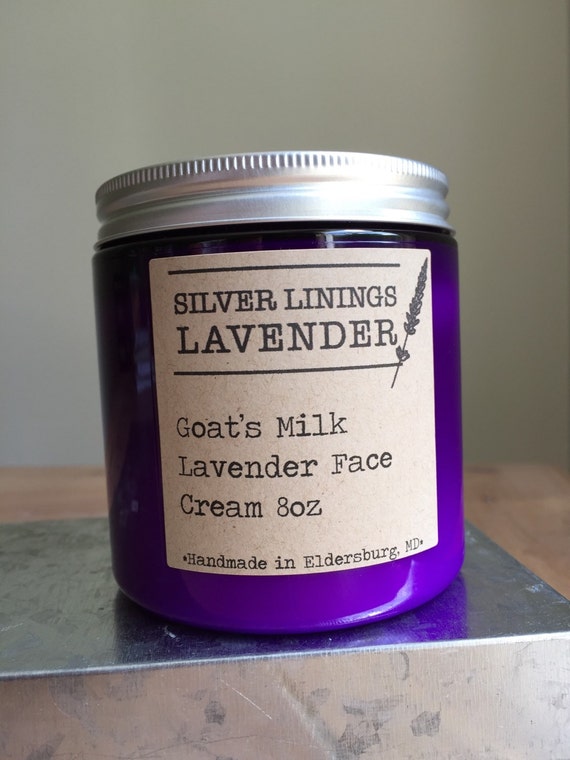 SILVER LININGS
LAVENDER
Goat's Milk
Lavender Face
Cream 8oz
*Handmade in Eldersburg, MD*